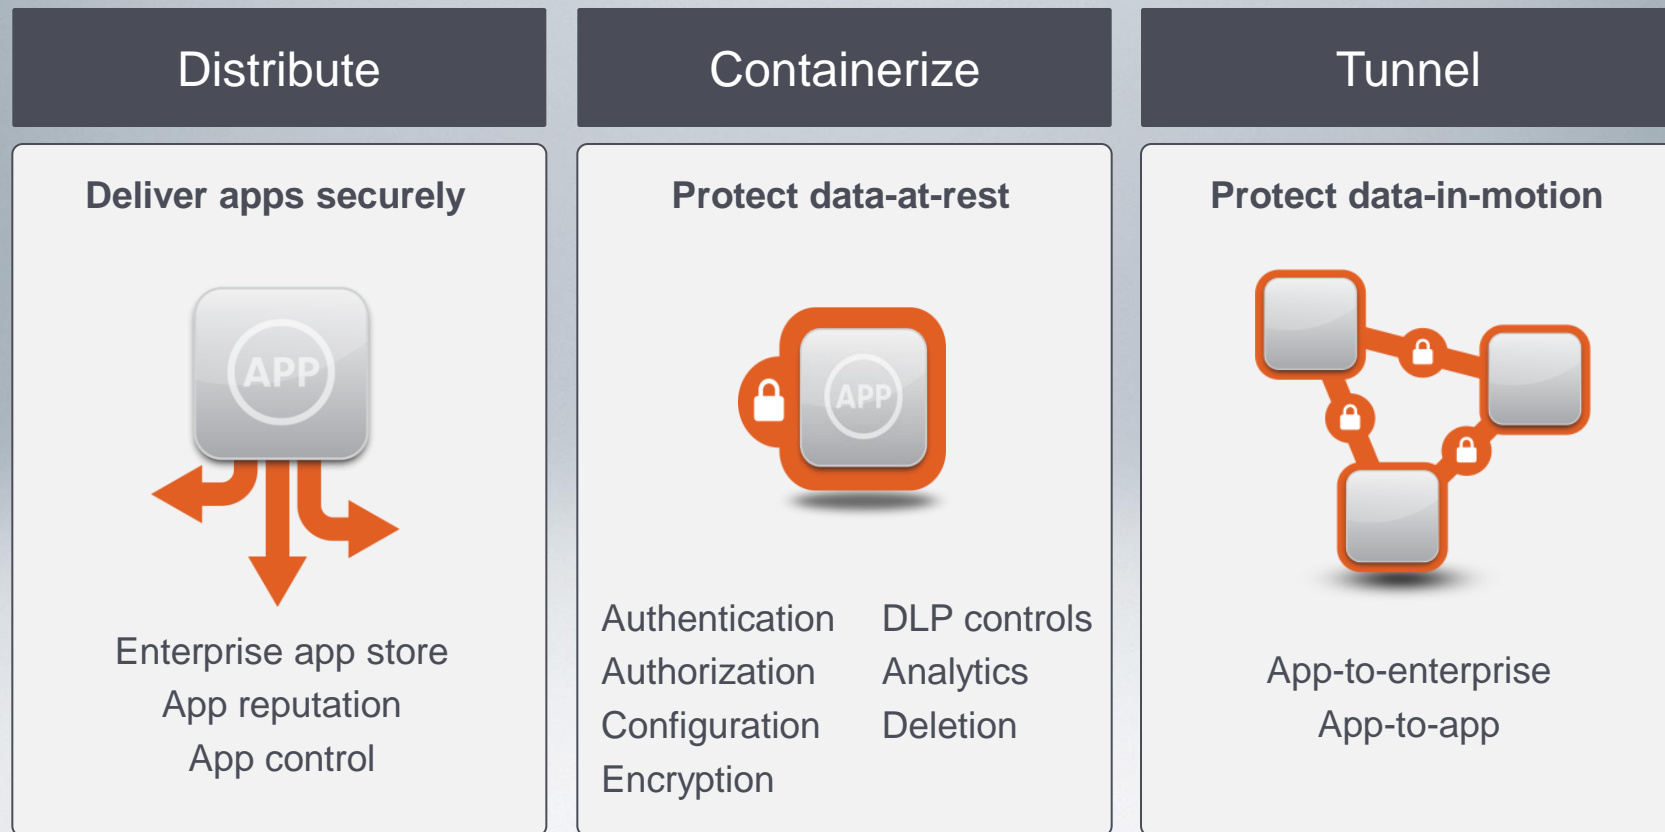 Distribute
Deliver apps securely
APP
Enterprise app store
App reputation
App control
Containerize
Protect data-at-rest
APP
Authentication
Authorization
Configuration
Encryption
DLP controls
Analytics
Deletion
Tunnel
Protect data-in-motion
App-to-enterprise
App-to-app